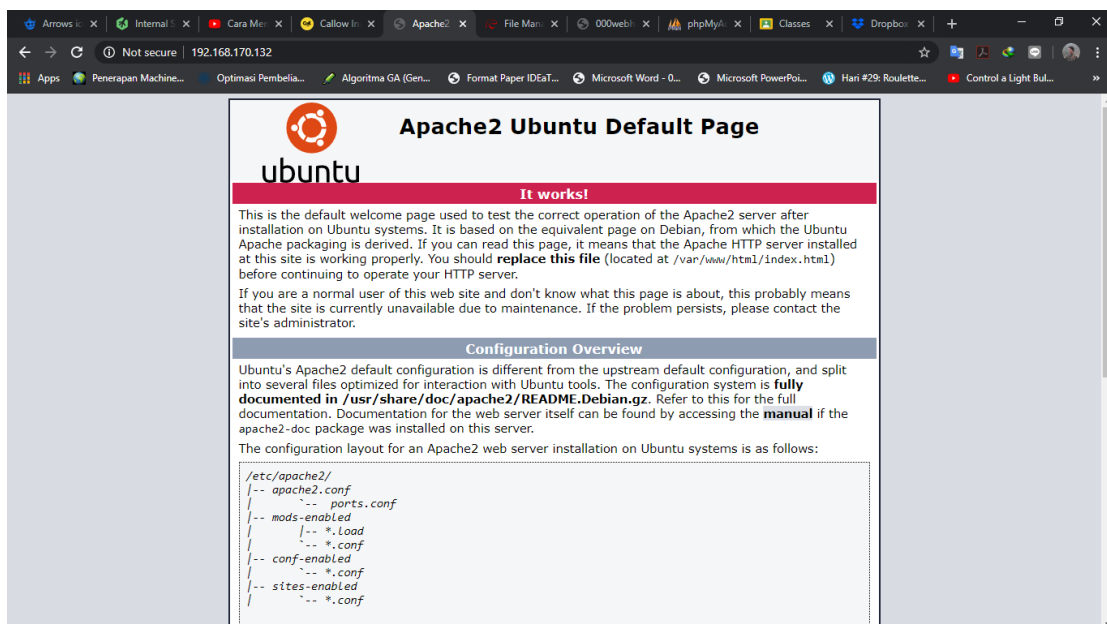 Arrows ic
Internal S
Cara Mer
Callow In
Apache2
File Mana
000webh
phpMyA
Classes
Dropbox
Not secure | 192.168.170.132
Apps
Penerapan Machine...
Optimasi Pembelia...
Algoritma GA (Gen...
Format Paper IDEaT...
Microsoft Word - 0...
Microsoft PowerPoi...
Hari #29: Roulette...
Control a Light Bul...
»
ubuntu
Apache2 Ubuntu Default Page
It works!
This is the default welcome page used to test the correct operation of the Apache2 server after
installation on Ubuntu systems. It is based on the equivalent page on Debian, from which the Ubuntu
Apache packaging is derived. If you can read this page, it means that the Apache HTTP server installed
at this site is working properly. You should replace this file (located at /var/www/html/index.html)
before continuing to operate your HTTP server.
If you are a normal user of this web site and don't know what this page is about, this probably means
that the site is currently unavailable due to maintenance. If the problem persists, please contact the
site's administrator.
Configuration Overview
Ubuntu's Apache2 default configuration is different from the upstream default configuration, and split
into several files optimized for interaction with Ubuntu tools. The configuration system is fully
documented in /usr/share/doc/apache2/README.Debian.gz. Refer to this for the full
documentation. Documentation for the web server itself can be found by accessing the manual if the
apache2-doc package was installed on this server.
The configuration layout for an Apache2 web server installation on Ubuntu systems is as follows:
/etc/apache2/
|-- apache2.conf
|       `--  ports.conf
|-- mods-enabled
|       |-- *.load
|       `-- *.conf
|-- conf-enabled
|       `-- *.conf
|-- sites-enabled
|       `-- *.conf